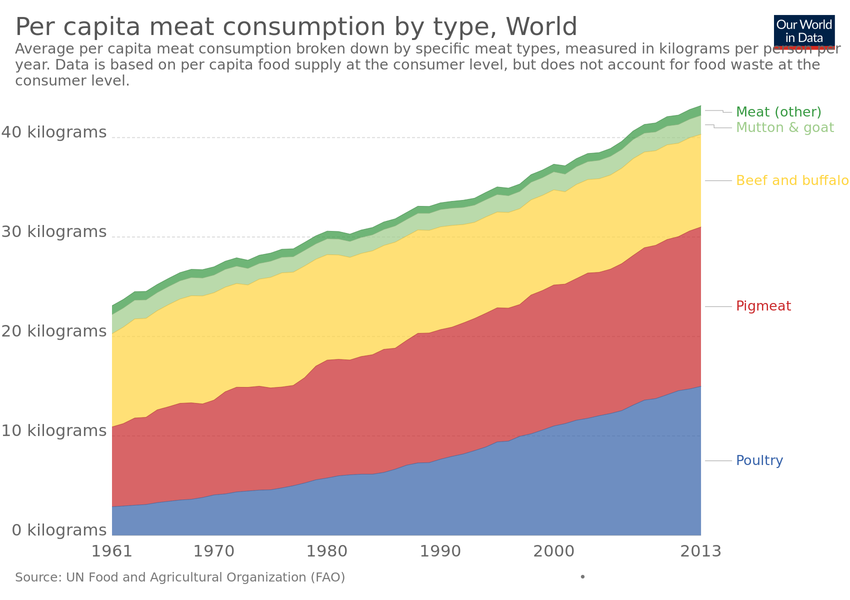 Per capita meat consumption by type, World
Our World
in Data
Average per capita meat consumption broken down by specific meat types, measured in kilograms per person per
year. Data is based on per capita food supply at the consumer level, but does not account for food waste at the
consumer level.
Meat (other)
Mutton & goat
40 kilograms
Beef and buffalo
30 kilograms
Pigmeat
20 kilograms
10 kilograms
Poultry
0 kilograms
1961 1970 1980 1990 2000 2013
Source: UN Food and Agricultural Organization (FAO)
•